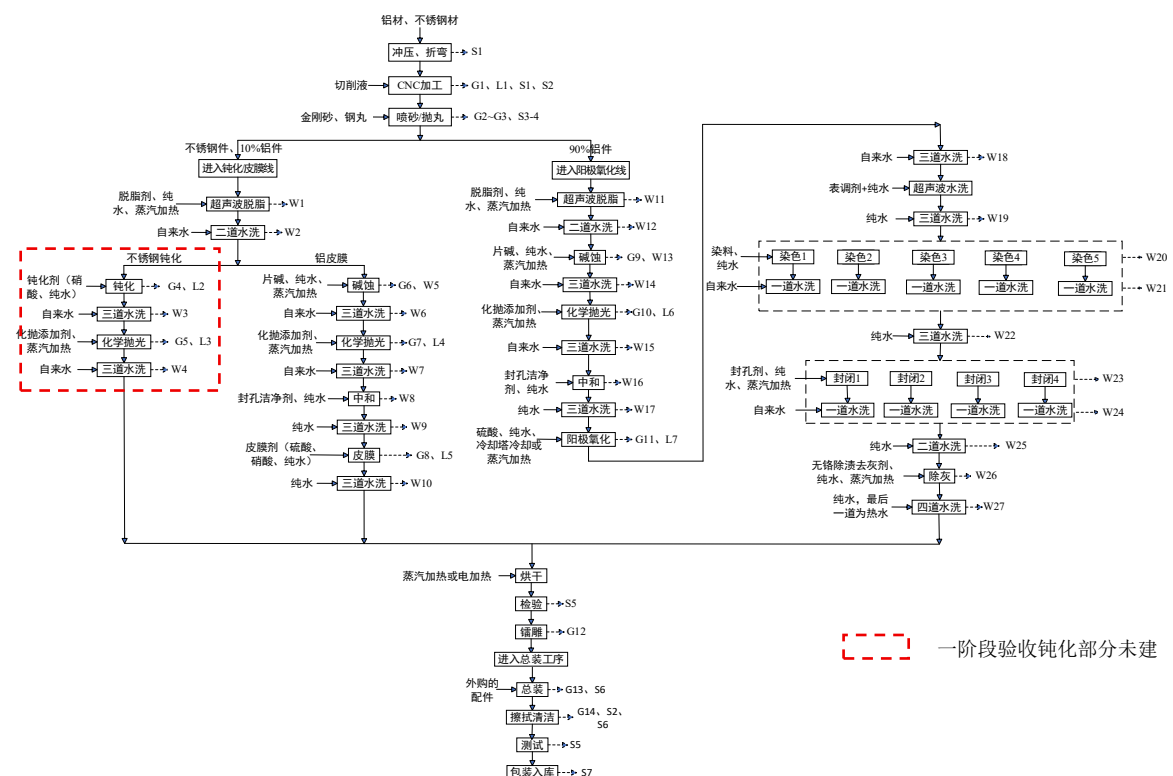 铝材、不锈钢材
冲压、折弯
S1
切削液
CNC加工
G1、L1、S1、S2
金刚砂、钢丸
喷砂/抛丸
G2~G3、S3-4
不锈钢件、10%铝件
进入钝化/皮膜线
脱脂剂、纯
水、蒸汽加热
超声波脱脂
W1
自来水
二道水洗
W2
不锈钢钝化
钝化剂（硝
酸、纯水）
钝化
G4、L2
自来水
三道水洗
W3
化抛添加剂、
蒸汽加热
化学抛光
G5、L3
自来水
三道水洗
W4
铝皮膜
片碱、纯水、
蒸汽加热
碱蚀
G6、W5
自来水
三道水洗
W6
化抛添加剂、
蒸汽加热
化学抛光
G7、L4
自来水
三道水洗
W7
封孔洁净剂、纯水
中和
W8
纯水
三道水洗
W9
皮膜剂（硫酸、
硝酸、纯水）
皮膜
G8、L5
纯水
三道水洗
W10
90%铝件
进入阳极氧化线
脱脂剂、纯
水、蒸汽加热
超声波脱脂
W11
自来水
二道水洗
W12
片碱、纯水、
蒸汽加热
碱蚀
G9、W13
自来水
三道水洗
W14
化抛添加剂、
蒸汽加热
化学抛光
G10、L6
自来水
三道水洗
W15
封孔洁净
剂、纯水
中和
W16
纯水
三道水洗
W17
硫酸、纯水、
冷却塔冷却或
蒸汽加热
阳极氧化
G11、L7
自来水
三道水洗
W18
表调剂+纯水
超声波水洗
纯水
三道水洗
W19
染料、
纯水
染色1
染色2
染色3
染色4
染色5
W20
自来水
一道水洗
一道水洗
一道水洗
一道水洗
一道水洗
W21
纯水
三道水洗
W22
封孔剂、纯
水、蒸汽加热
封闭1
封闭2
封闭3
封闭4
W23
自来水
一道水洗
一道水洗
一道水洗
一道水洗
W24
纯水
二道水洗
W25
无铬除渍去灰剂、
纯水、蒸汽加热
除灰
W26
纯水，最后
一道为热水
四道水洗
W27
蒸汽加热或电加热
烘干
检验
S5
镭雕
G12
进入总装工序
外购的
配件
总装
G13、S6
擦拭清洁
G14、S2、
S6
测试
S5
包装入库
S7
一阶段验收钝化部分未建